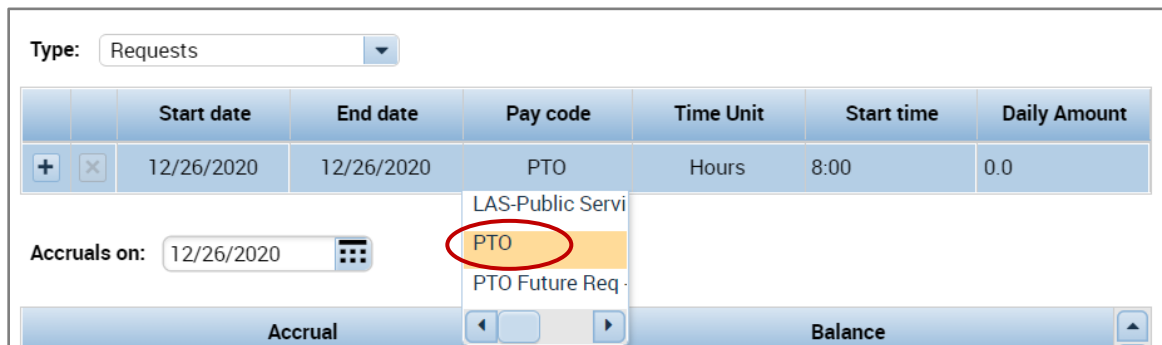 Type: Requests
Start date End date Pay code Time Unit Start time Daily Amount
+ × 12/26/2020 12/26/2020 PTO Hours 8:00 0.0
LAS-Public Servi
PTO
Accruals on: 12/26/2020
PTO Future Req -
Accrual Balance